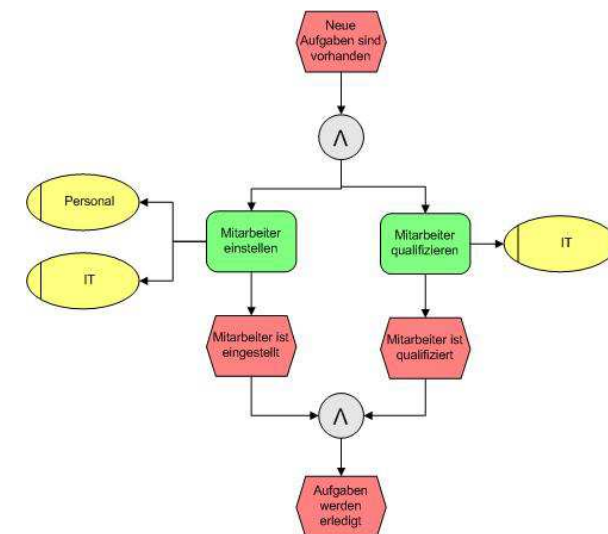 Neue
Aufgaben sind
vorhanden
Λ
Personal
Mitarbeiter
einstellen
Mitarbeiter
qualifizieren
IT
IT
Mitarbeiter ist
eingestellt
Mitarbeiter ist
qualifiziert
Λ
Aufgaben
werden
erledigt